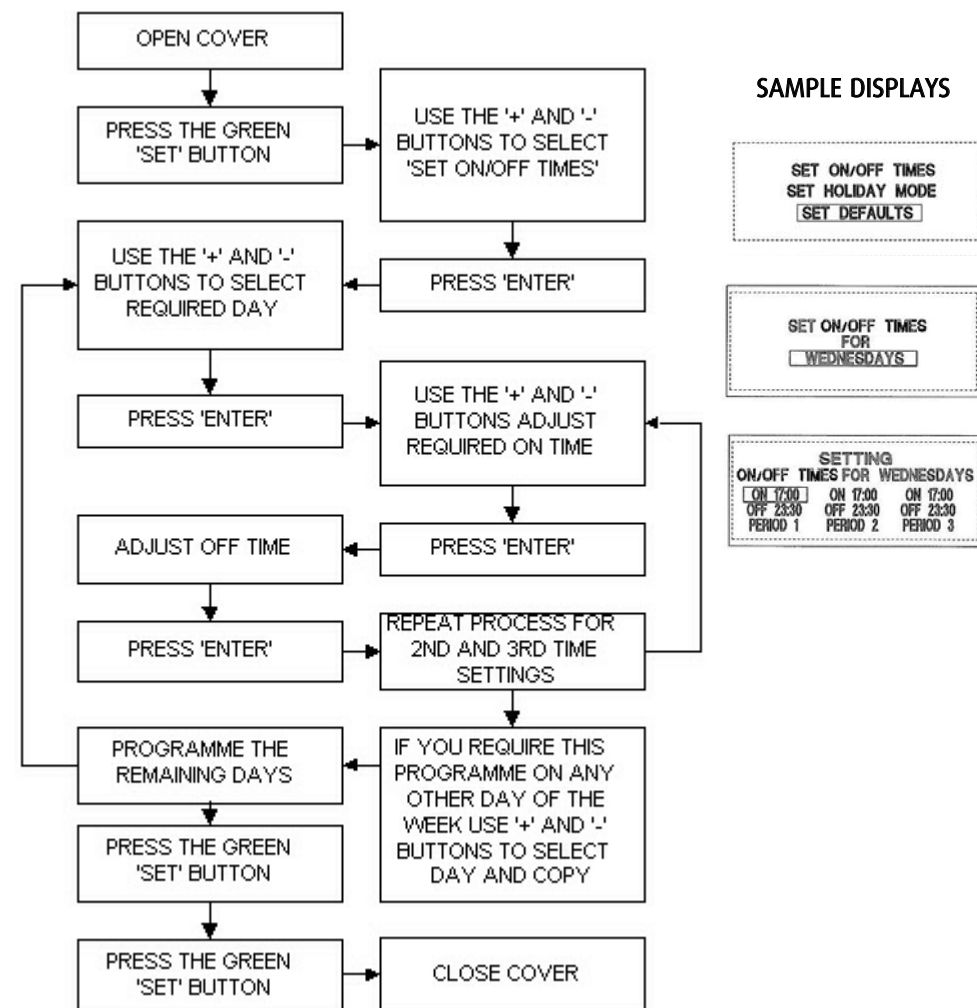 OPEN COVER
PRESS THE GREEN
'SET' BUTTON
USE THE '+' AND '-'
BUTTONS TO SELECT
'SET ON/OFF TIMES'
PRESS 'ENTER'
USE THE '+' AND '-'
BUTTONS TO SELECT
REQUIRED DAY
PRESS 'ENTER'
USE THE '+' AND '-'
BUTTONS ADJUST
REQUIRED ON TIME
PRESS 'ENTER'
ADJUST OFF TIME
PRESS 'ENTER'
REPEAT PROCESS FOR
2ND AND 3RD TIME
SETTINGS
IF YOU REQUIRE THIS
PROGRAMME ON ANY
OTHER DAY OF THE
WEEK USE '+' AND '-'
BUTTONS TO SELECT
DAY AND COPY
PROGRAMME THE
REMAINING DAYS
PRESS THE GREEN
'SET' BUTTON
PRESS THE GREEN
'SET' BUTTON
CLOSE COVER
SAMPLE DISPLAYS
SET ON/OFF TIMES
SET HOLIDAY MODE
SET DEFAULTS
SET ON/OFF TIMES
FOR
WEDNESDAYS
SETTING
ON/OFF TIMES FOR WEDNESDAYS
ON 17:00 ON 17:00 ON 17:00
OFF 23:30 OFF 23:30 OFF 23:30
PERIOD 1 PERIOD 2 PERIOD 3